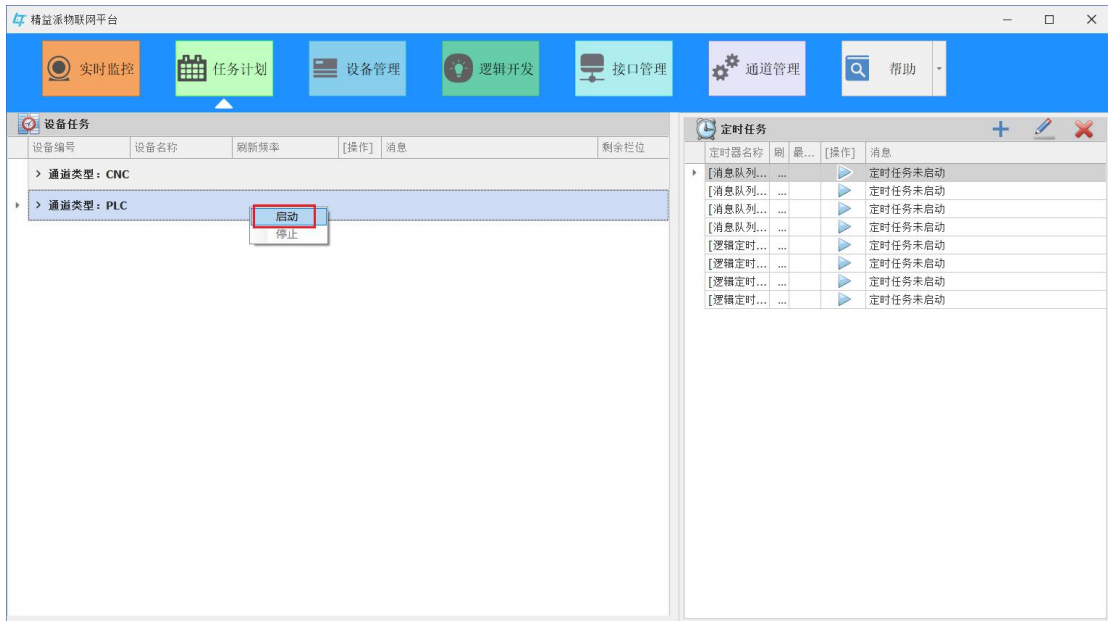 精益派物联网平台
实时监控 任务计划 设备管理 逻辑开发 接口管理 通道管理 帮助
设备任务
设备编号 设备名称 刷新频率 [操作] 消息 剩余栏位
> 通道类型：CNC
> 通道类型：PLC
启动
停止
定时任务
定时器名称 刷 最... [操作] 消息
[消息队列... ... 定时任务未启动
[消息队列... ... 定时任务未启动
[消息队列... ... 定时任务未启动
[消息队列... ... 定时任务未启动
[逻辑定时... ... 定时任务未启动
[逻辑定时... ... 定时任务未启动
[逻辑定时... ... 定时任务未启动
[逻辑定时... ... 定时任务未启动